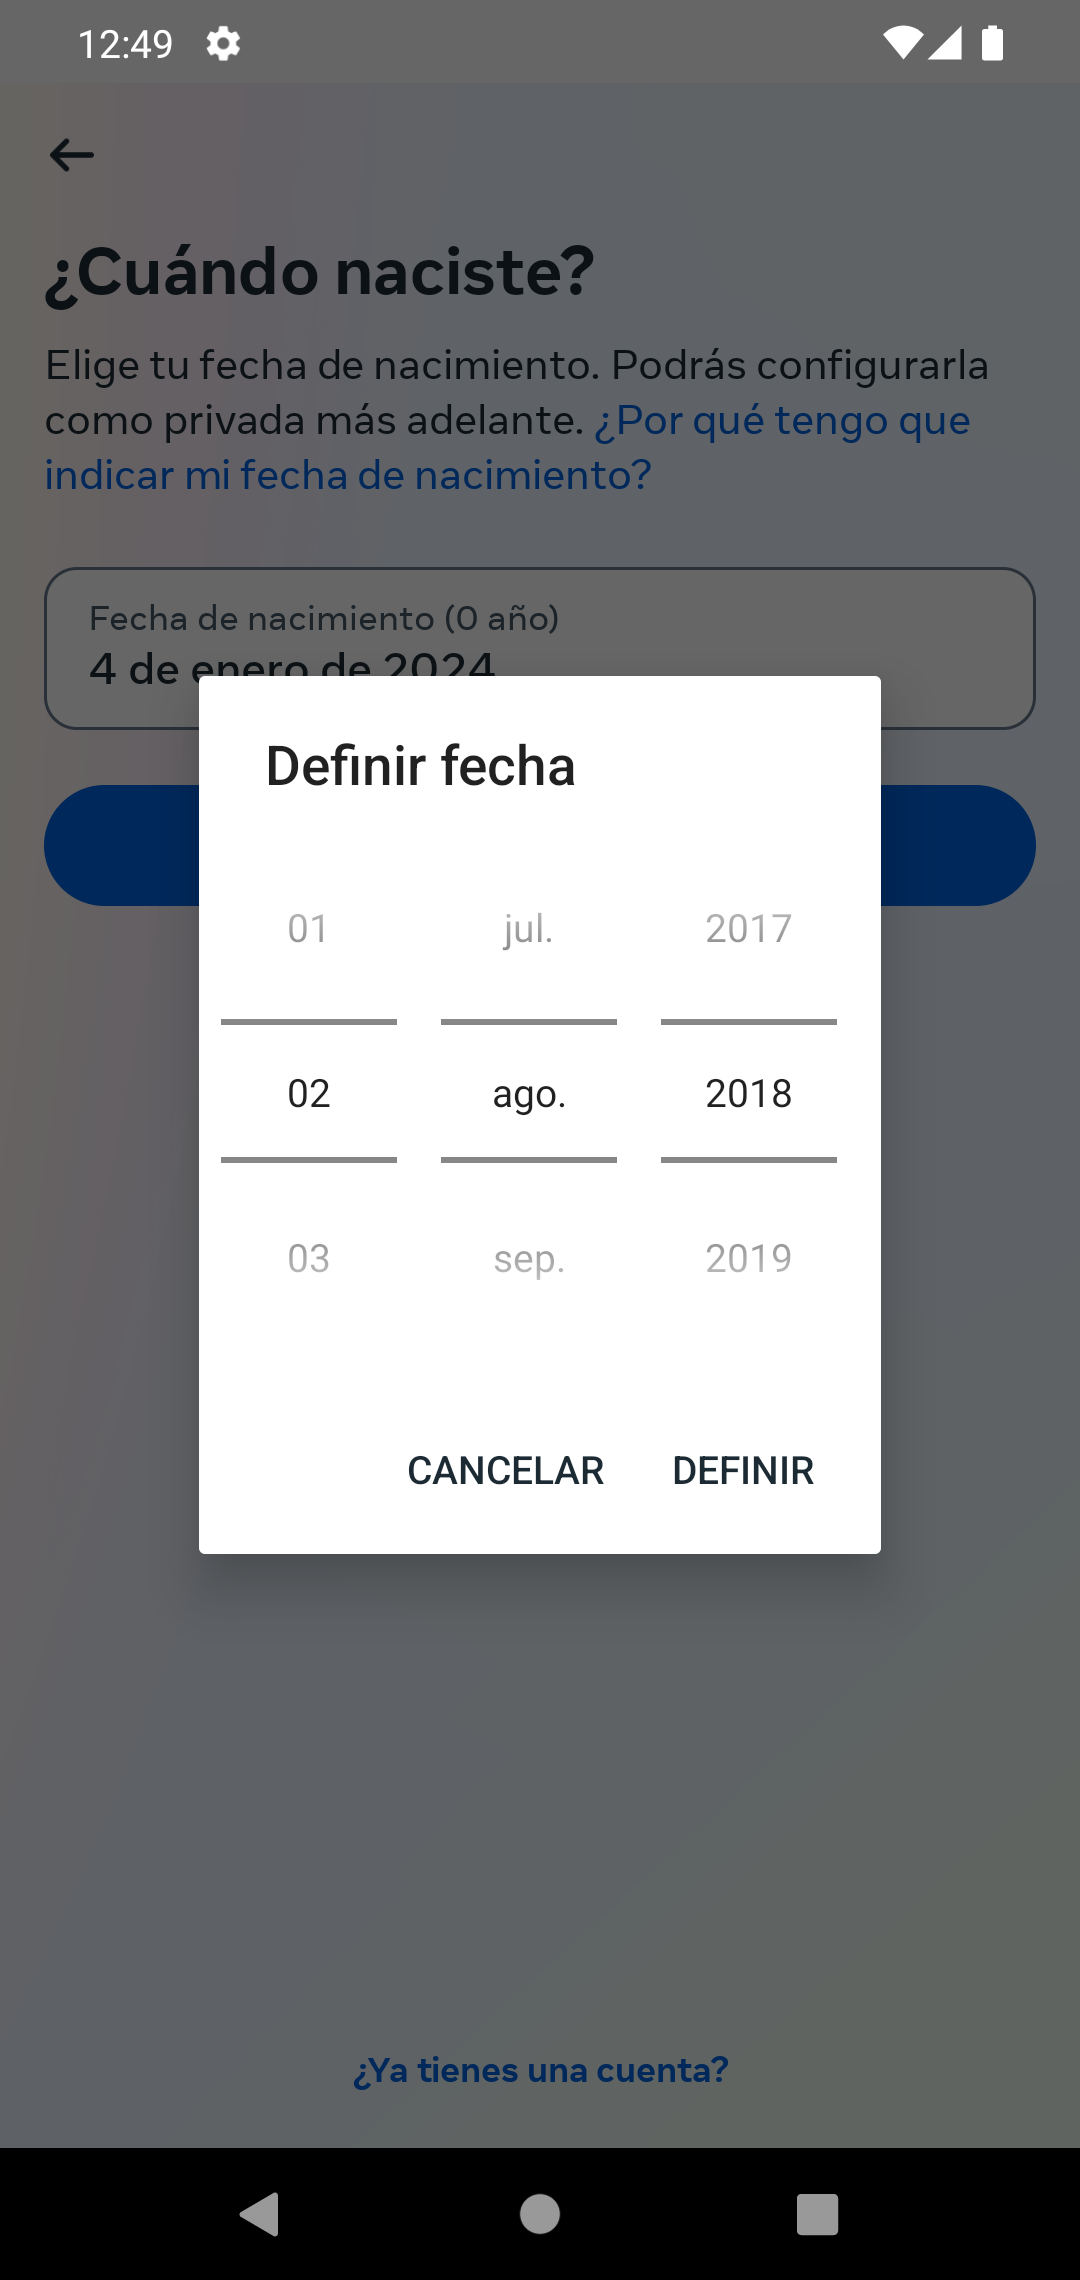 12:49
¿Cuándo naciste?
Elige tu fecha de nacimiento. Podrás configurarla
como privada más adelante. ¿Por qué tengo que
indicar mi fecha de nacimiento?
Fecha de nacimiento (0 año)
4 de enero de 2024
Definir fecha
01 jul. 2017
02 ago. 2018
03 sep. 2019
CANCELAR DEFINIR
¿Ya tienes una cuenta?